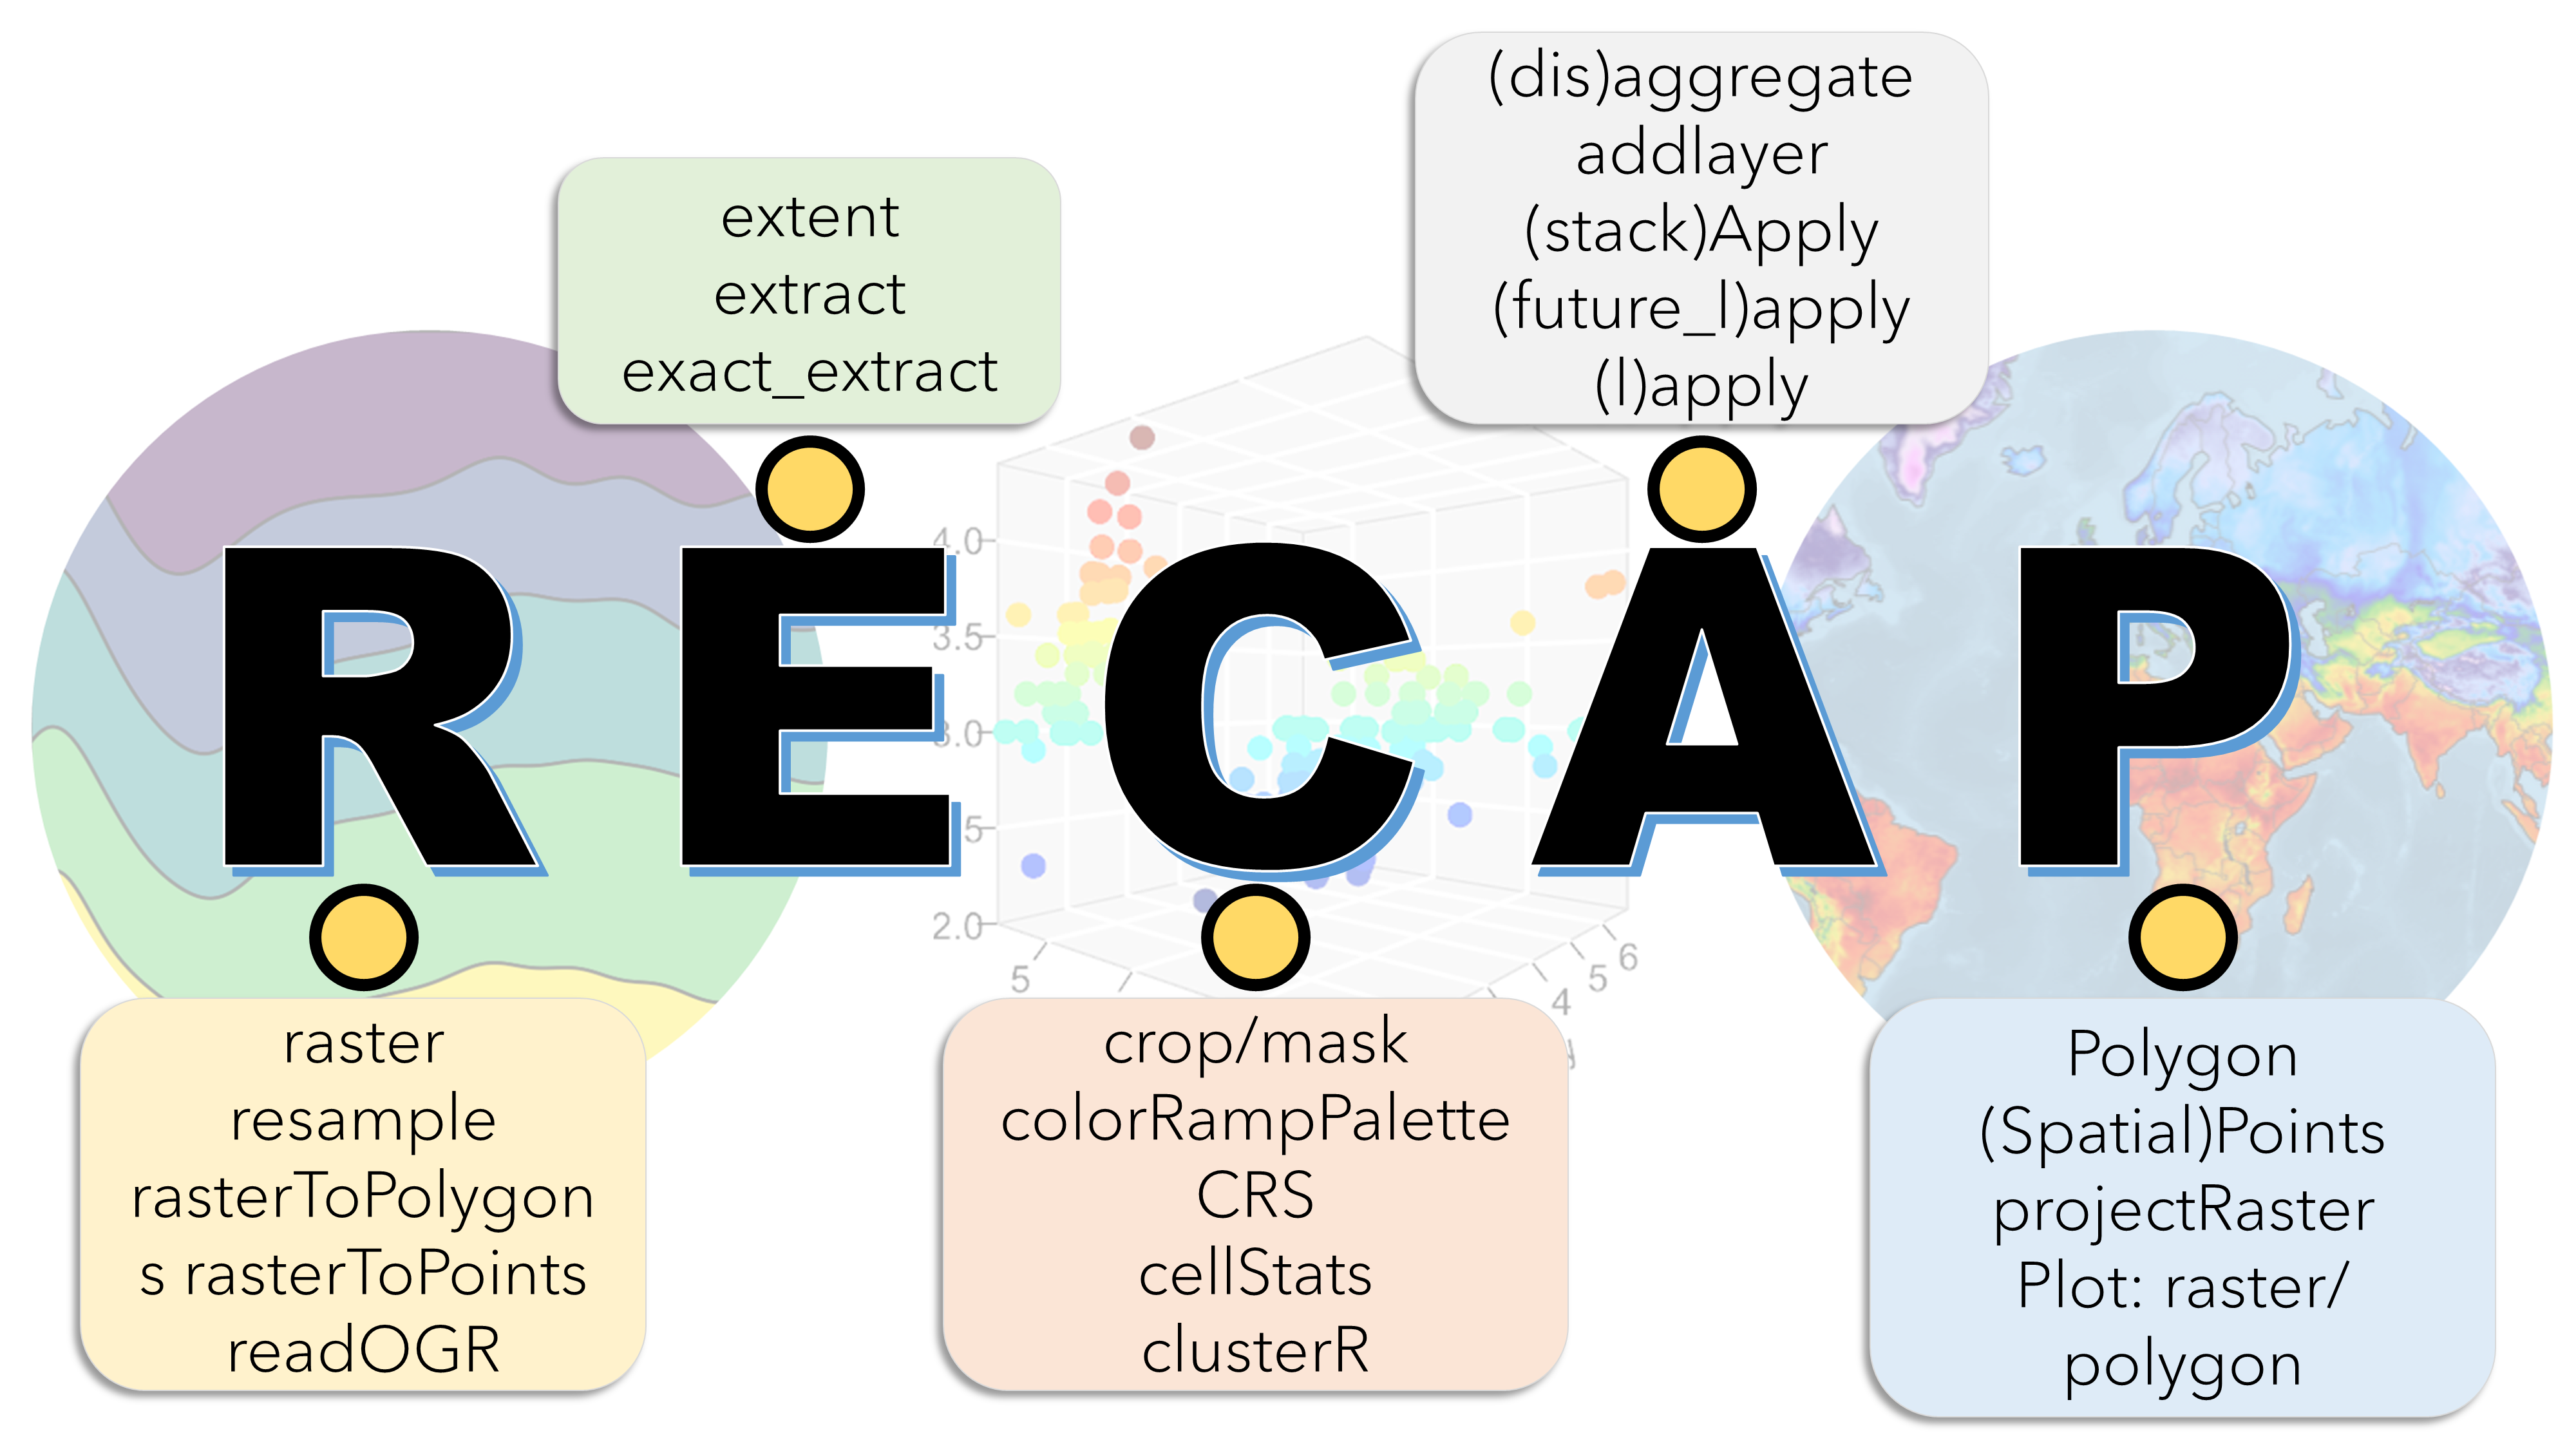 (dis)aggregate
addlayer
(stack)Apply
(future_l)apply
(l)apply
extent
extract
exact_extract
RECAP
4.0
3.5
3.0
5
2.0
5
4
5
6
y
raster
resample
rasterToPolygon
s rasterToPoints
readOGR
crop/mask
colorRampPalette
CRS
cellStats
clusterR
Polygon
(Spatial)Points
projectRaster
Plot: raster/
polygon